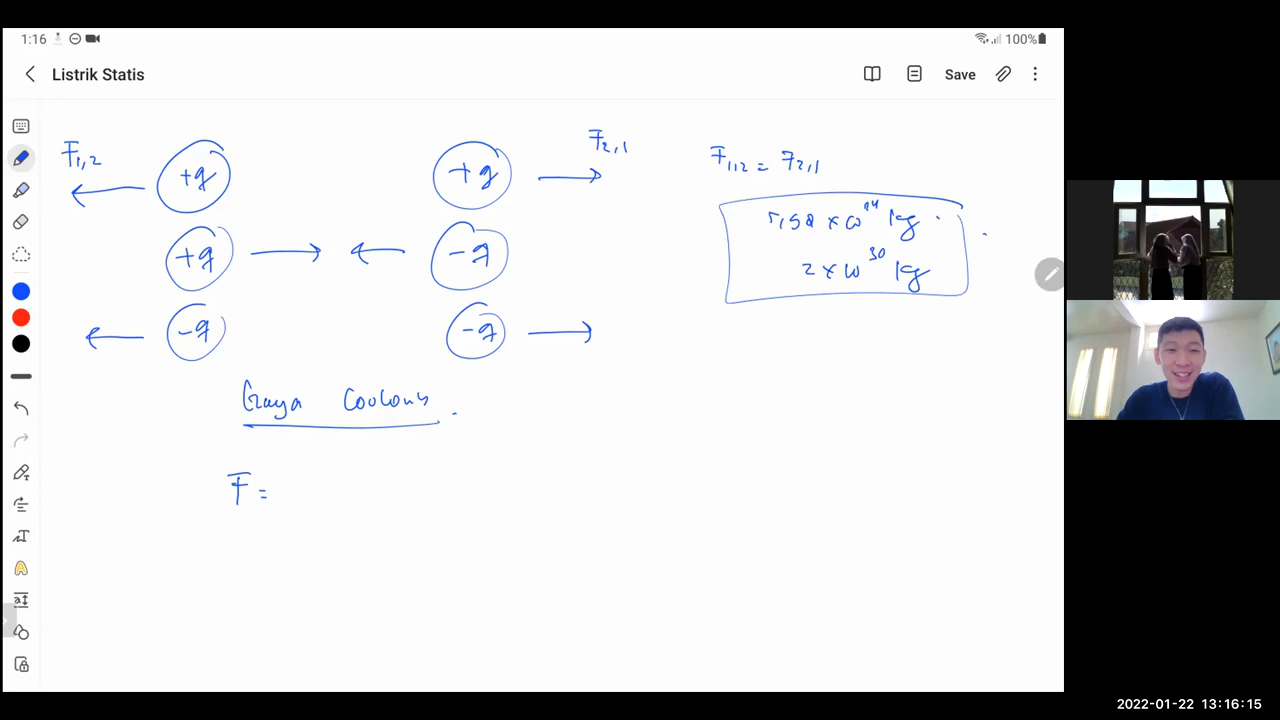 1:16
100%
Listrik Statis
Save
F1,2
+q
+q
F2,1
F1,2 = F2,1
+q
-q
5,98 × 10^24 kg
2 × 10^30 kg
-q
-q
Gaya Coulomb
F =
2022-01-22 13:16:15